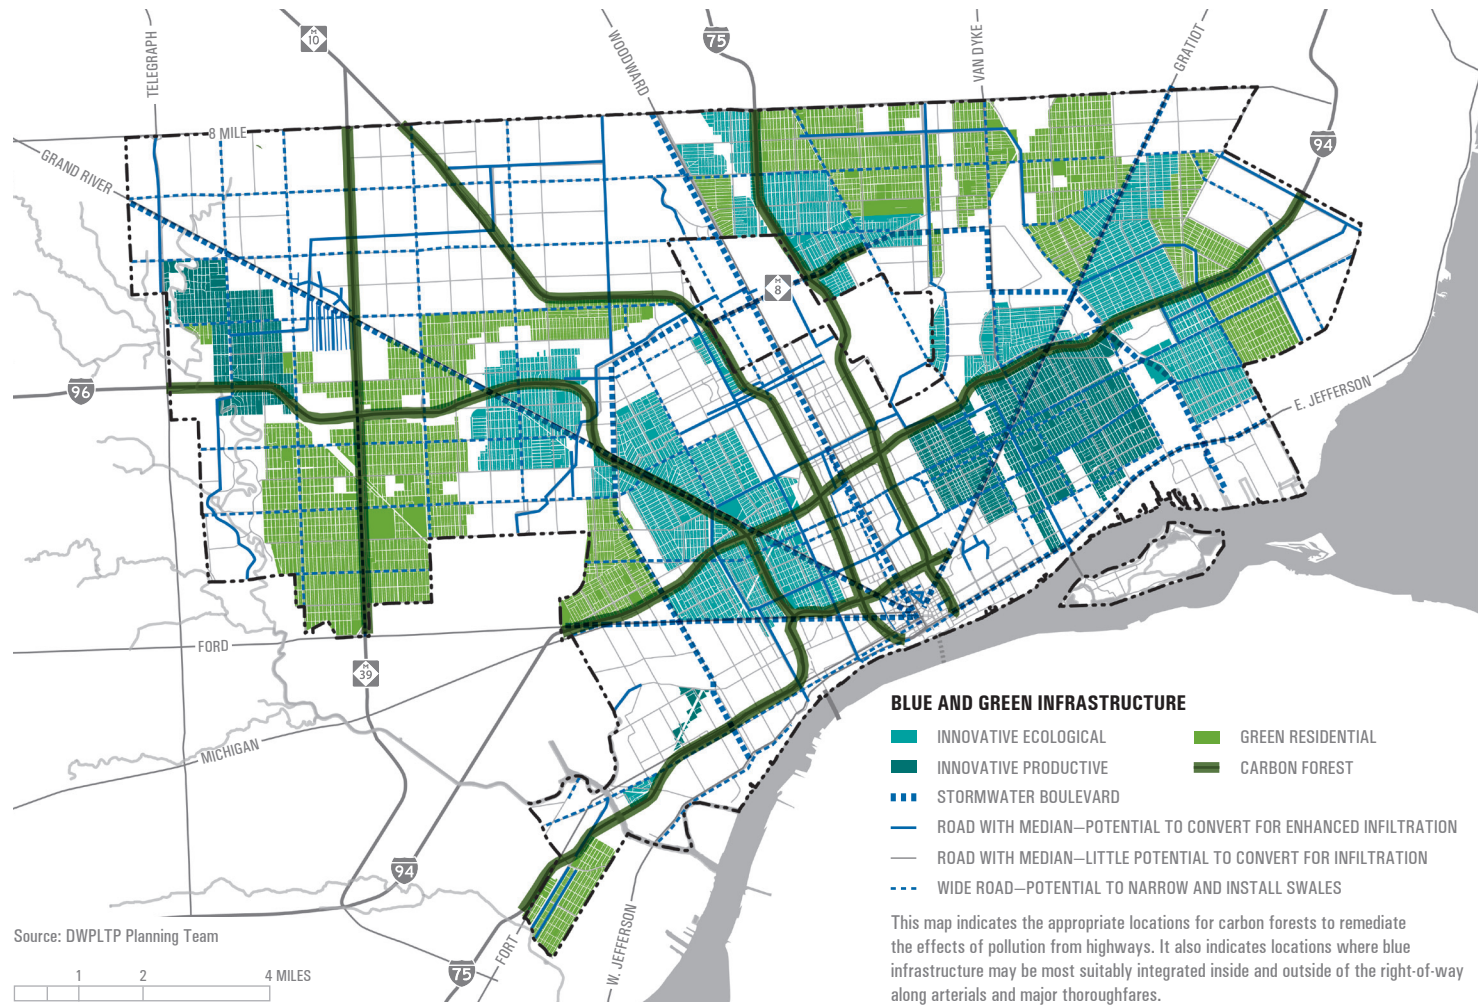 TELEGRAPH
M
10
WOODWARD
75
VAN DYKE
GRATIOT
8 MILE
GRAND RIVER
94
M
8
96
E. JEFFERSON
FORD
M
39
MICHIGAN
94
FORT
W. JEFFERSON
75
BLUE AND GREEN INFRASTRUCTURE
INNOVATIVE ECOLOGICAL
GREEN RESIDENTIAL
INNOVATIVE PRODUCTIVE
CARBON FOREST
STORMWATER BOULEVARD
ROAD WITH MEDIAN—POTENTIAL TO CONVERT FOR ENHANCED INFILTRATION
ROAD WITH MEDIAN—LITTLE POTENTIAL TO CONVERT FOR INFILTRATION
WIDE ROAD—POTENTIAL TO NARROW AND INSTALL SWALES
This map indicates the appropriate locations for carbon forests to remediate
the effects of pollution from highways. It also indicates locations where blue
infrastructure may be most suitably integrated inside and outside of the right-of-way
along arterials and major thoroughfares.
Source: DWPLTP Planning Team
1 2 4 MILES